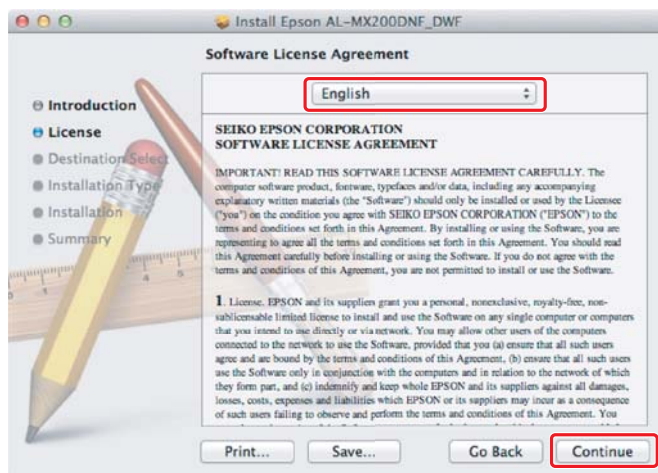 Install Epson AL-MX200DNF_DWF
Software License Agreement
Introduction
License
Destination Select
Installation Type
Installation
Summary
English
SEIKO EPSON CORPORATION
SOFTWARE LICENSE AGREEMENT
IMPORTANT! READ THIS SOFTWARE LICENSE AGREEMENT CAREFULLY. The
computer software product, fontware, typefaces and/or data, including any accompanying
explanatory written materials (the "Software") should only be installed or used by the Licensee
("you") on the condition you agree with SEIKO EPSON CORPORATION ("EPSON") to the
terms and conditions set forth in this Agreement. By installing or using the Software, you are
representing to agree all the terms and conditions set forth in this Agreement. You should read
this Agreement carefully before installing or using the Software. If you do not agree with the
terms and conditions of this Agreement, you are not permitted to install or use the Software.
1. License. EPSON and its suppliers grant you a personal, nonexclusive, royalty-free, non-
sublicensable limited license to install and use the Software on any single computer or computers
that you intend to use directly or via network. You may allow other users of the computers
connected to the network to use the Software, provided that you (a) ensure that all such users
agree and are bound by the terms and conditions of this Agreement, (b) ensure that all such users
use the Software only in conjunction with the computers and in relation to the network of which
they form part, and (c) indemnify and keep whole EPSON and its suppliers against all damages,
losses, costs, expenses and liabilities which EPSON or its suppliers may incur as a consequence
of such users failing to observe and perform the terms and conditions of this Agreement. You
Print...
Save...
Go Back
Continue